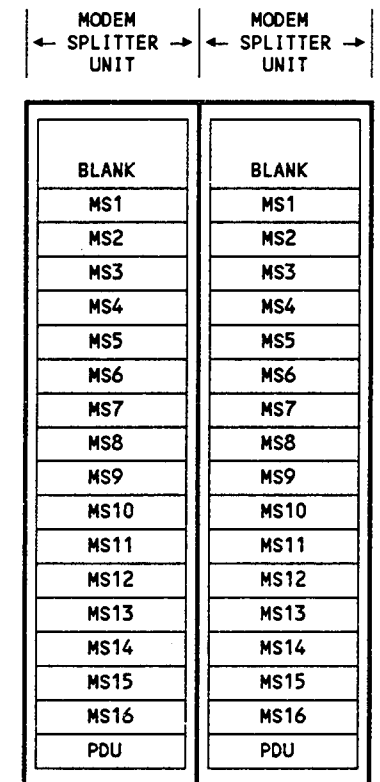 MODEM MODEM
← SPLITTER → ← SPLITTER →
UNIT UNIT
BLANK BLANK
MS1 MS1
MS2 MS2
MS3 MS3
MS4 MS4
MS5 MS5
MS6 MS6
MS7 MS7
MS8 MS8
MS9 MS9
MS10 MS10
MS11 MS11
MS12 MS12
MS13 MS13
MS14 MS14
MS15 MS15
MS16 MS16
PDU PDU